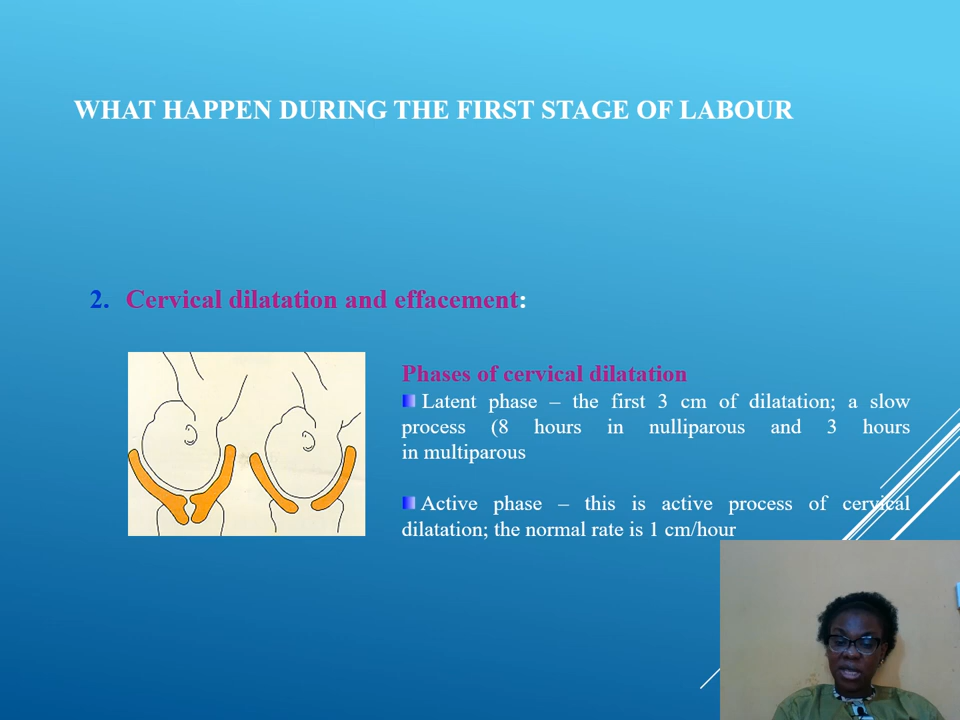 WHAT HAPPEN DURING THE FIRST STAGE OF LABOUR
2. Cervical dilatation and effacement:
Phases of cervical dilatation
Latent phase – the first 3 cm of dilatation; a slow
process (8 hours in nulliparous and 3 hours
in multiparous
Active phase – this is active process of cervical
dilatation; the normal rate is 1 cm/hour